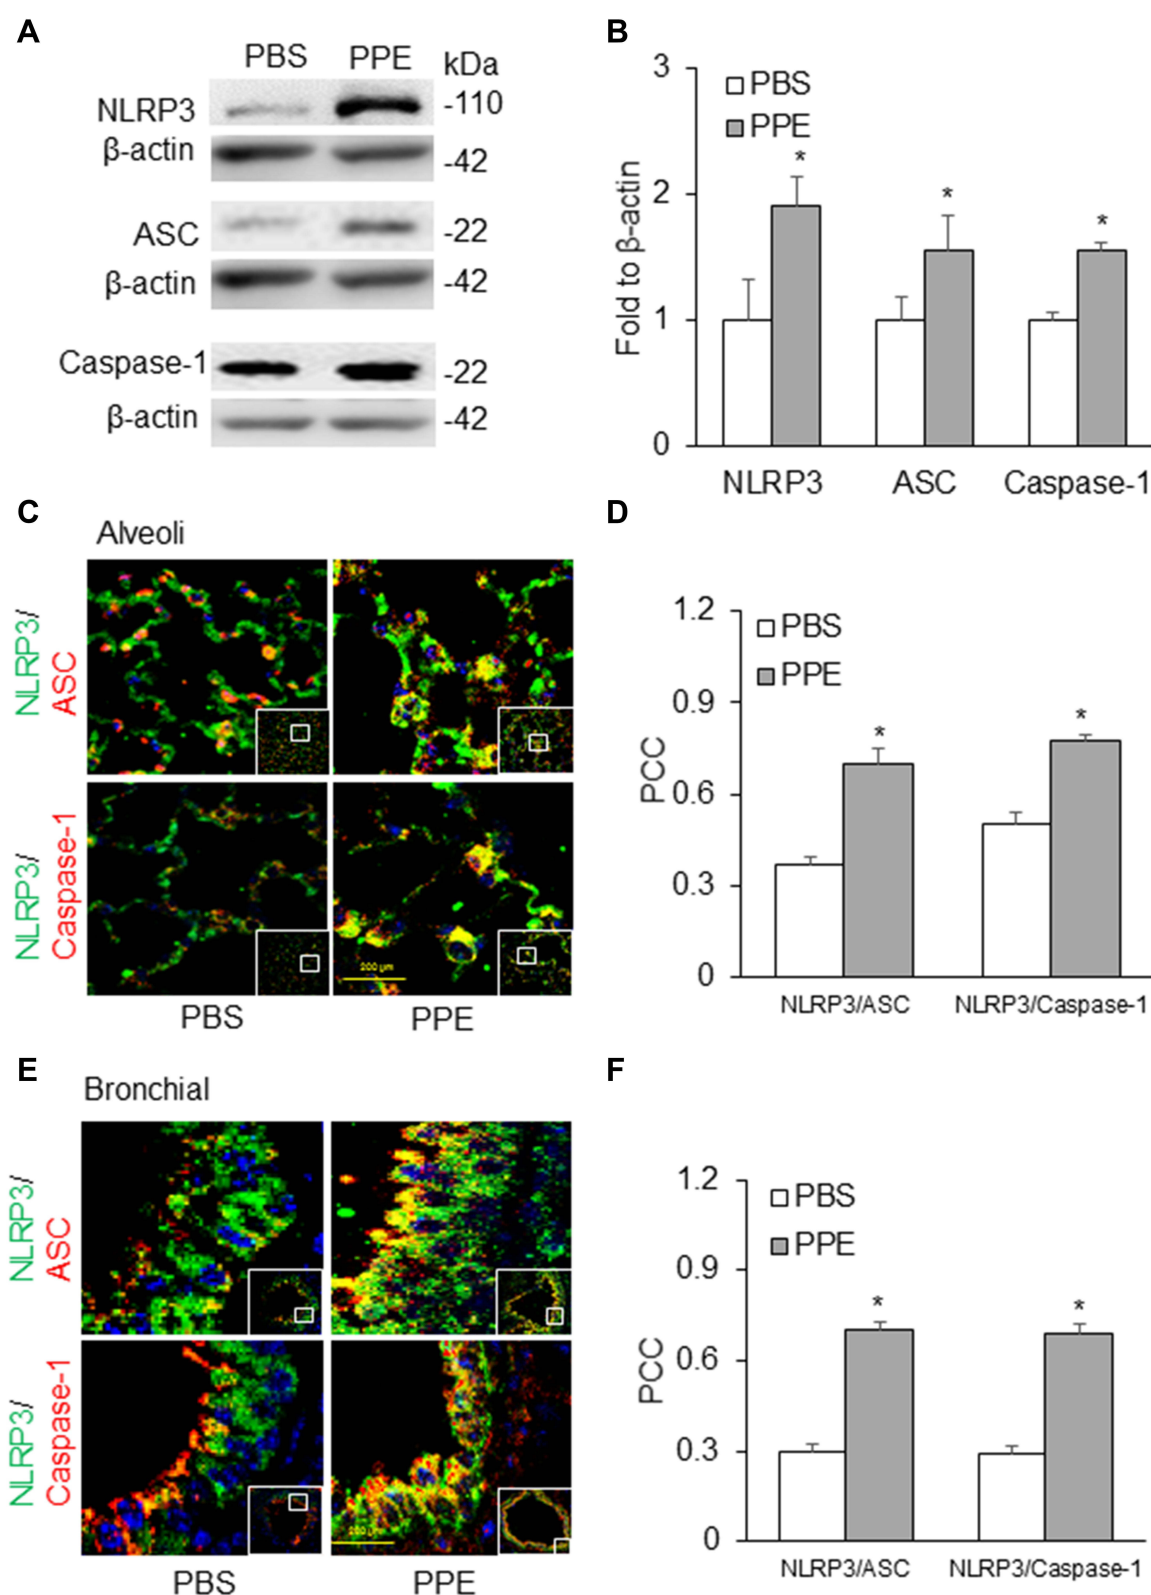 A
PBS PPE kDa
NLRP3 -110
β-actin -42
ASC -22
β-actin -42
Caspase-1 -22
β-actin -42
B
3
2
1
0
Fold to β-actin
PBS
PPE
* * *
NLRP3 ASC Caspase-1
C
Alveoli
NLRP3/
ASC
NLRP3/
Caspase-1
200 µm
PBS PPE
D
1.2
0.9
0.6
0.3
0
PCC
PBS
PPE
* *
NLRP3/ASC NLRP3/Caspase-1
E
Bronchial
NLRP3/
ASC
NLRP3/
Caspase-1
200 µm
PBS PPE
F
1.2
0.9
0.6
0.3
0
PCC
PBS
PPE
* *
NLRP3/ASC NLRP3/Caspase-1